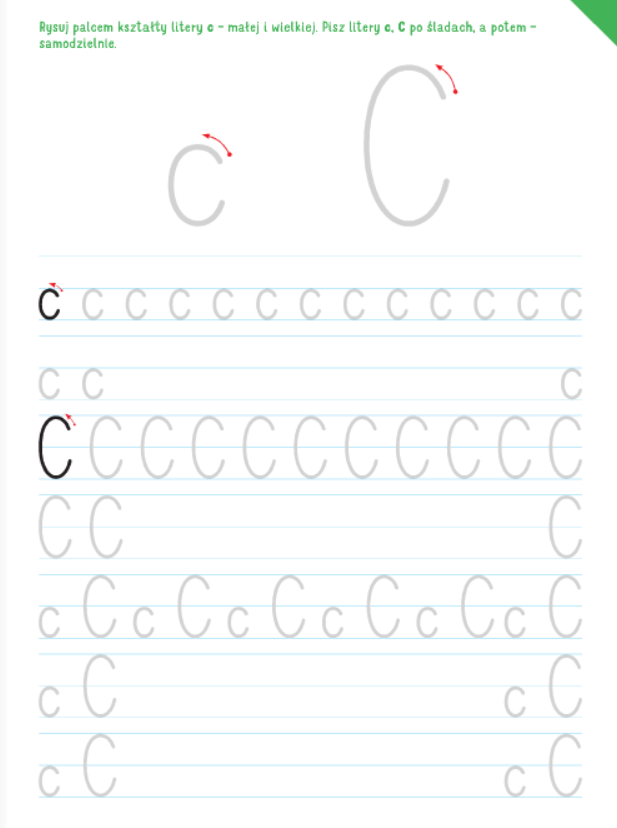 Rysuj palcem kształty litery c – małej i wielkiej. Pisz litery c, C po śladach, a potem –
samodzielnie.
c C
c c c c c c c c c c c c c
c c c
C C C C C C C C C C C
C C C
c C c C c C c C c C c C
c C c C
c C c C